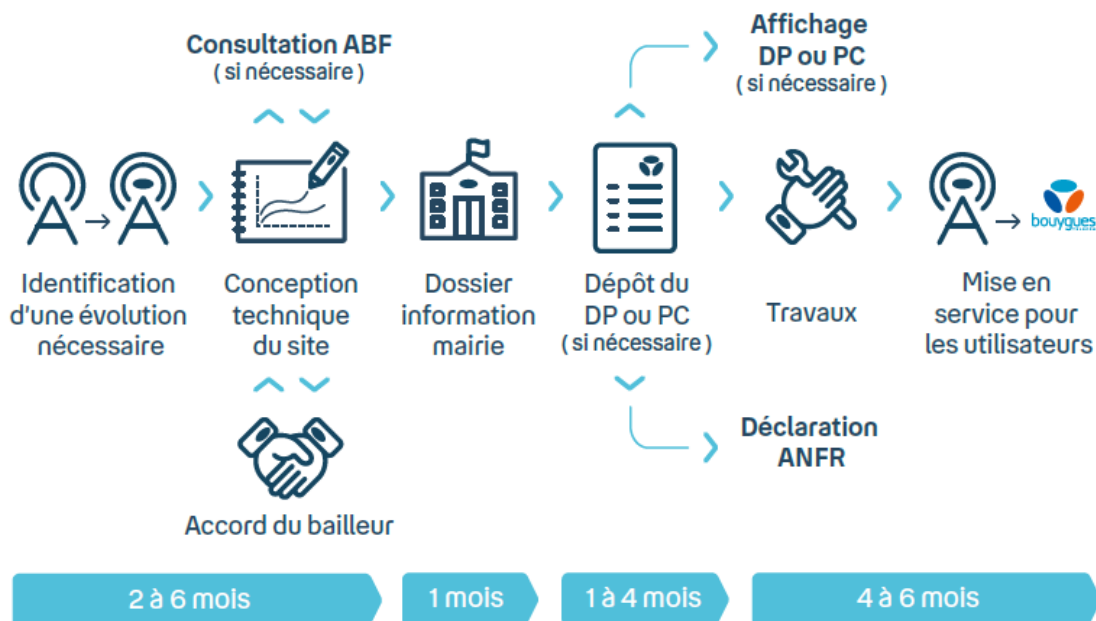 Consultation ABF
( si nécessaire )
Affichage
DP ou PC
( si nécessaire )
bouygues
Identification
d'une évolution
nécessaire
Conception
technique
du site
Dossier
information
mairie
Dépôt du
DP ou PC
( si nécessaire )
Travaux
Mise en
service pour
les utilisateurs
Accord du bailleur
Déclaration
ANFR
2 à 6 mois
1 mois
1 à 4 mois
4 à 6 mois